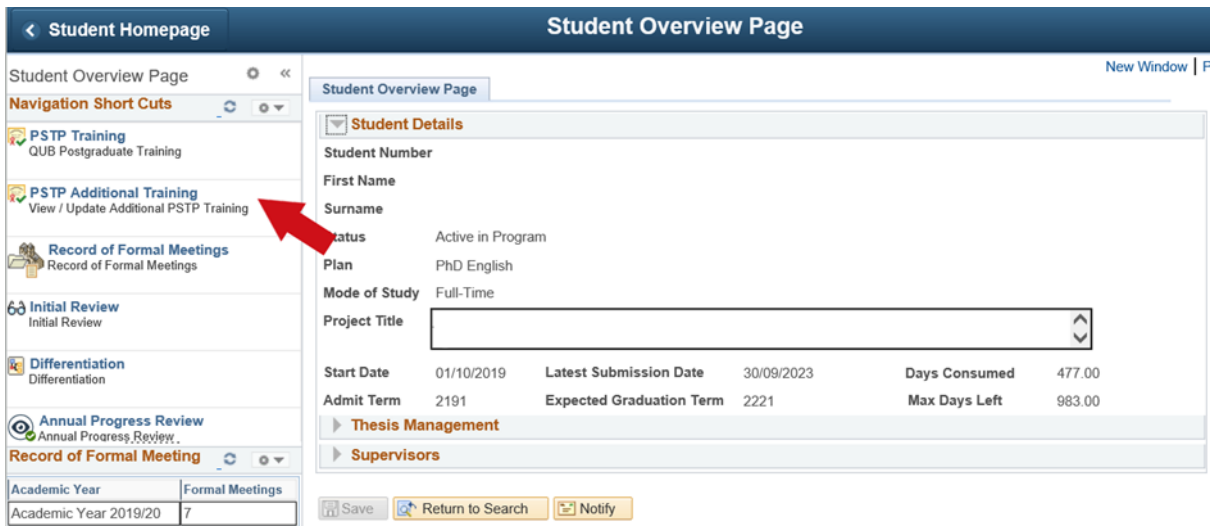 Student Homepage
Student Overview Page
New Window
Student Overview Page
Navigation Short Cuts
PSTP Training
QUB Postgraduate Training
PSTP Additional Training
View / Update Additional PSTP Training
Record of Formal Meetings
Record of Formal Meetings
Initial Review
Initial Review
Differentiation
Differentiation
Annual Progress Review
Annual Progress Review
Record of Formal Meeting
Academic Year Formal Meetings
Academic Year 2019/20 7
Student Overview Page
Student Details
Student Number
First Name
Surname
Status Active in Program
Plan PhD English
Mode of Study Full-Time
Project Title
Start Date 01/10/2019 Latest Submission Date 30/09/2023 Days Consumed 477.00
Admit Term 2191 Expected Graduation Term 2221 Max Days Left 983.00
Thesis Management
Supervisors
Save Return to Search Notify